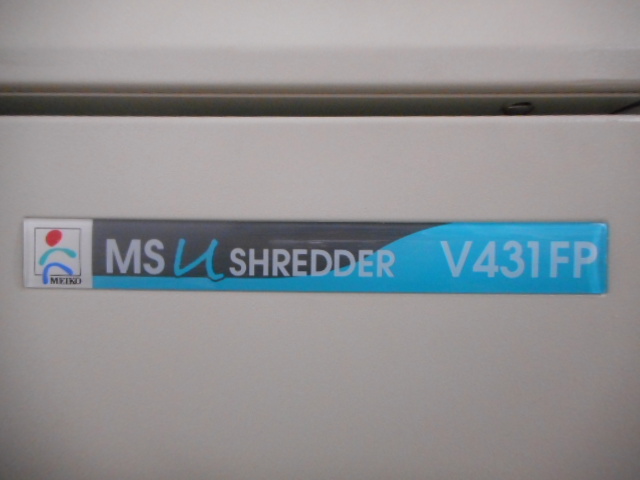 MEIKO
MS u SHREDDER V431FP